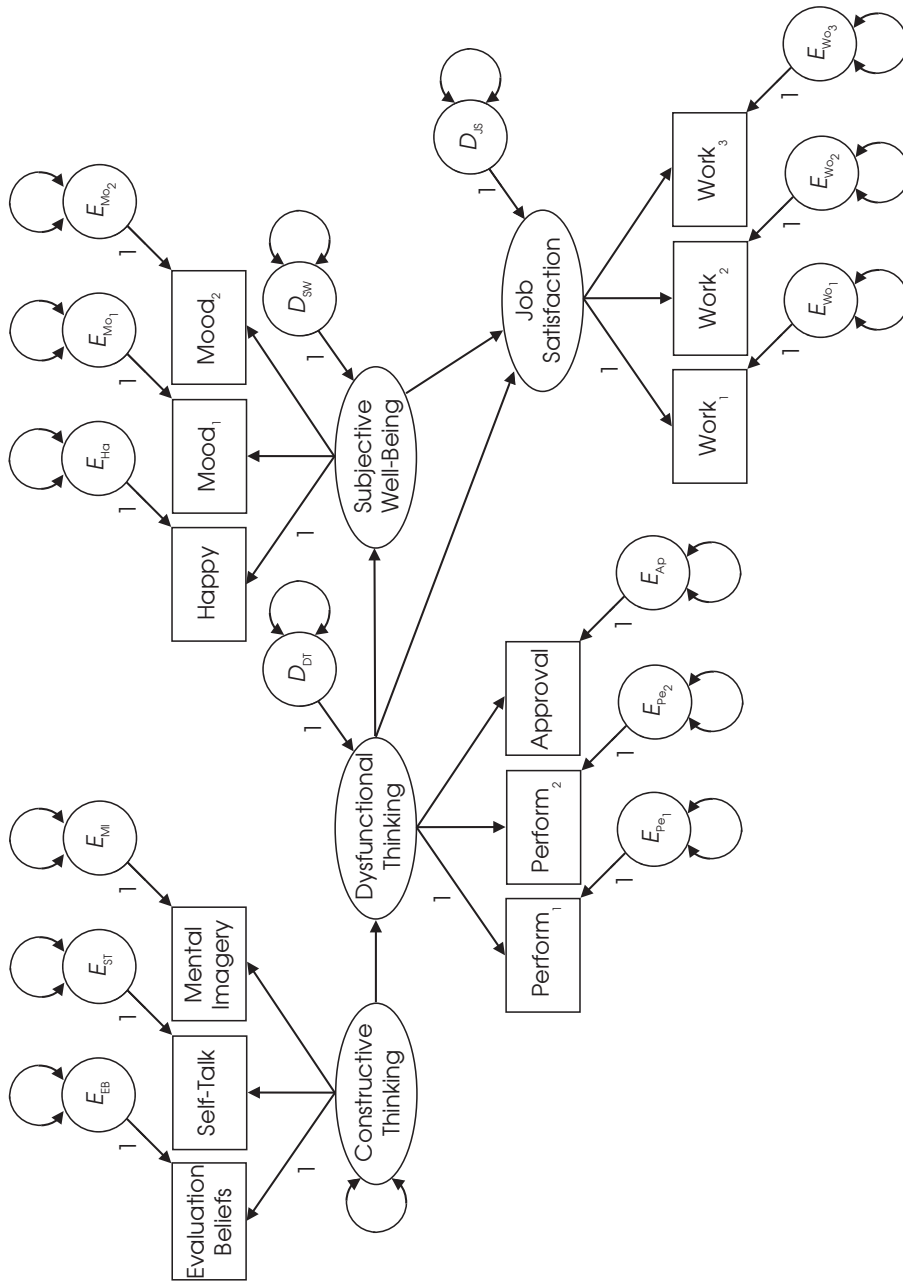 E_EB
1
E_ST
1
E_MI
1
Evaluation
Beliefs
Self-Talk
Mental
Imagery
1
Constructive
Thinking
D_DT
1
Dysfunctional
Thinking
1
Perform_1
Perform_2
Approval
1
E_Pe1
1
E_Pe2
1
E_Ap
E_Ha
1
E_Mo1
1
E_Mo2
1
Happy
Mood_1
Mood_2
1
D_SW
1
Subjective
Well-Being
D_JS
1
Job
Satisfaction
1
Work_1
Work_2
Work_3
1
E_Wo1
1
E_Wo2
1
E_Wo3